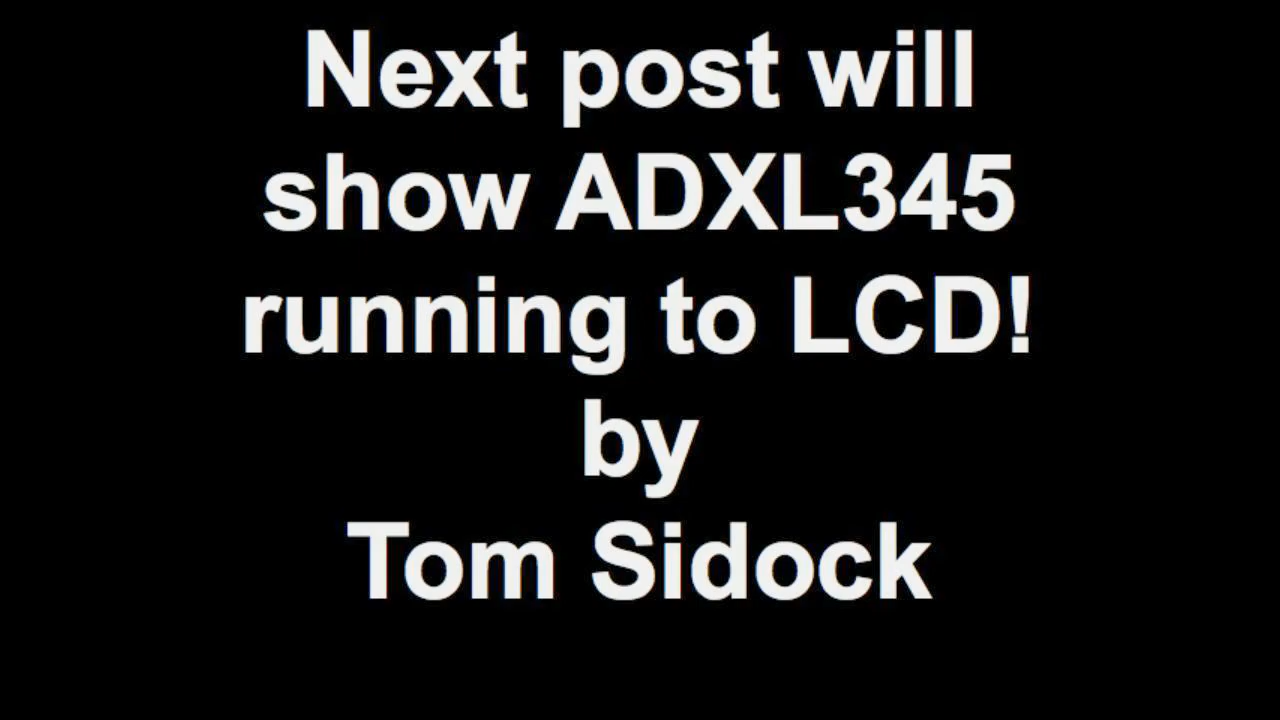 Next post will
show ADXL345
running to LCD!
by
Tom Sidock